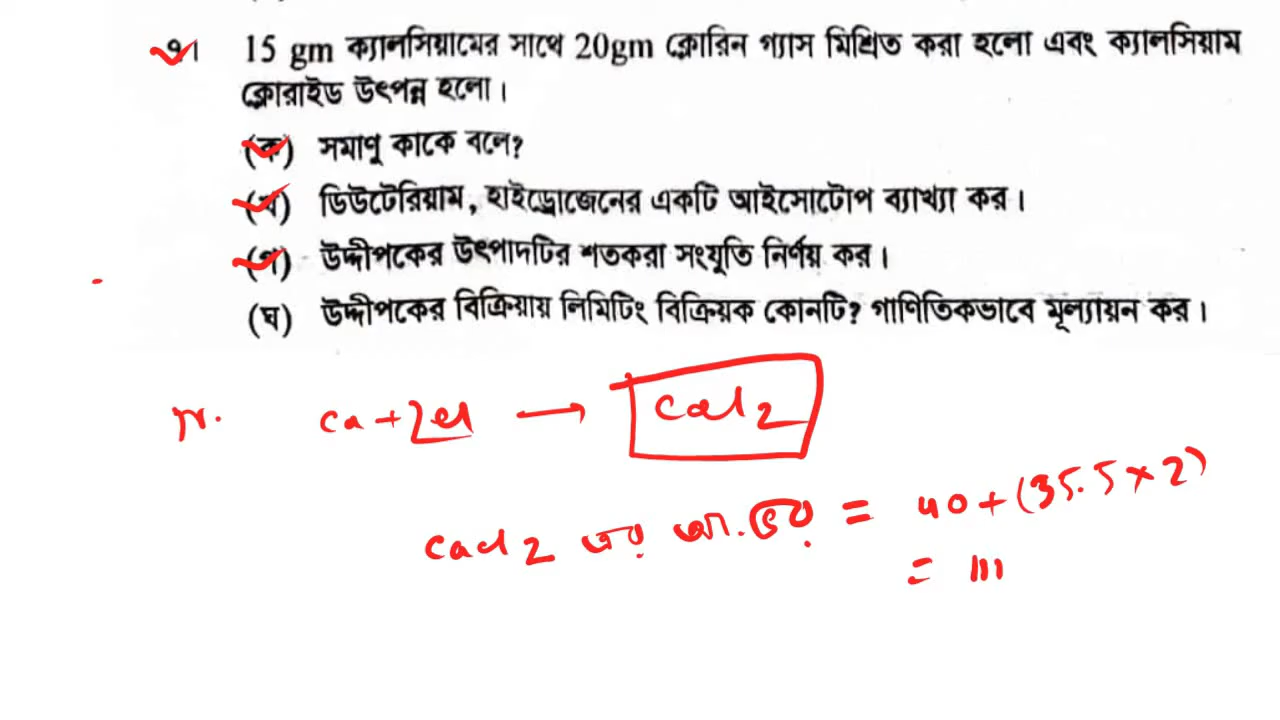 ৭। 15 gm ক্যালসিয়ামের সাথে 20gm ক্লোরিন গ্যাস মিশ্রিত করা হলো এবং ক্যালসিয়াম
ক্লোরাইড উৎপন্ন হলো।
(ক) সমাণু কাকে বলে?
(খ) ডিউটেরিয়াম, হাইড্রোজেনের একটি আইসোটোপ ব্যাখ্যা কর।
(গ) উদ্দীপকের উৎপাদটির শতকরা সংযুতি নির্ণয় কর।
(ঘ) উদ্দীপকের বিক্রিয়ায় লিমিটিং বিক্রিয়ক কোনটি? গাণিতিকভাবে মূল্যায়ন কর।
Ca + 2Cl → CaCl2
CaCl2 এর আ. ভর = 40 + (35.5 × 2)
= 111